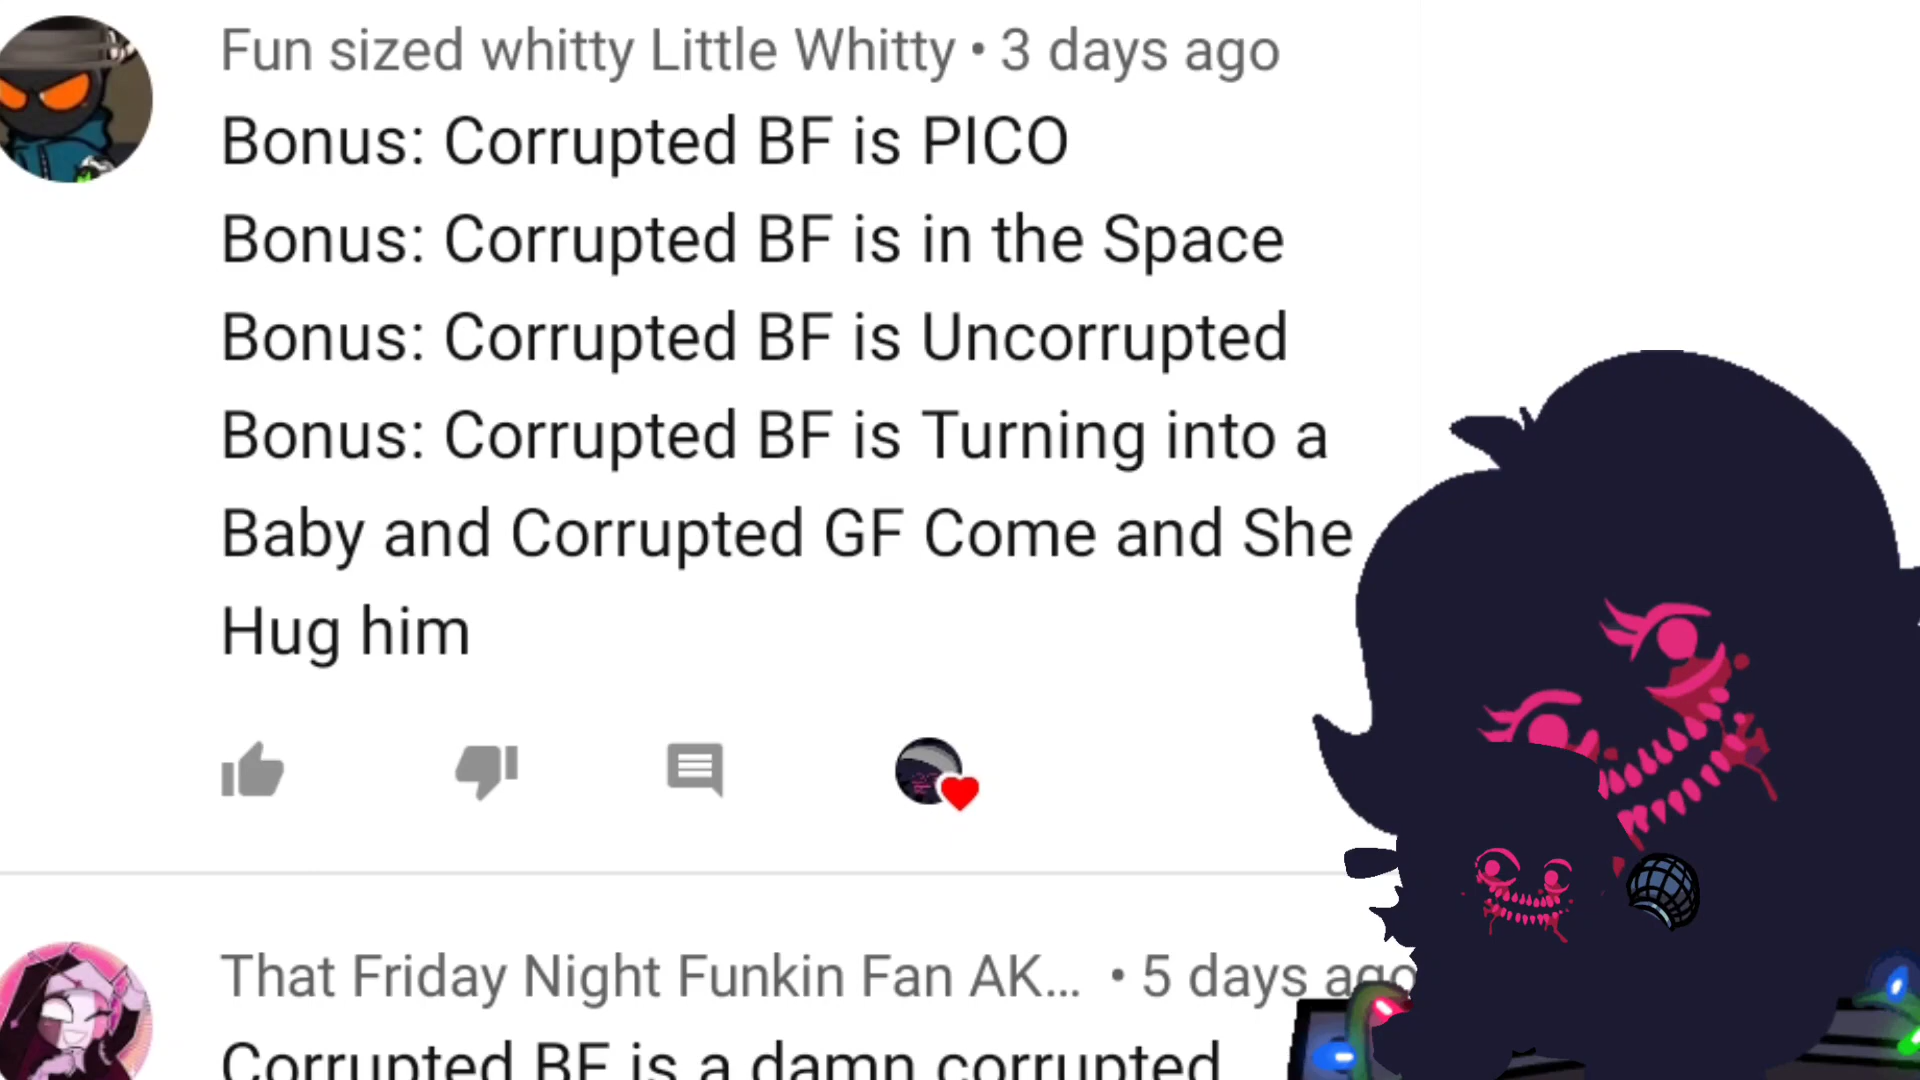 Fun sized whitty Little Whitty • 3 days ago
Bonus: Corrupted BF is PICO
Bonus: Corrupted BF is in the Space
Bonus: Corrupted BF is Uncorrupted
Bonus: Corrupted BF is Turning into a
Baby and Corrupted GF Come and She
Hug him
That Friday Night Funkin Fan AK... • 5 days ago
Corrupted BF is a damn corrupted